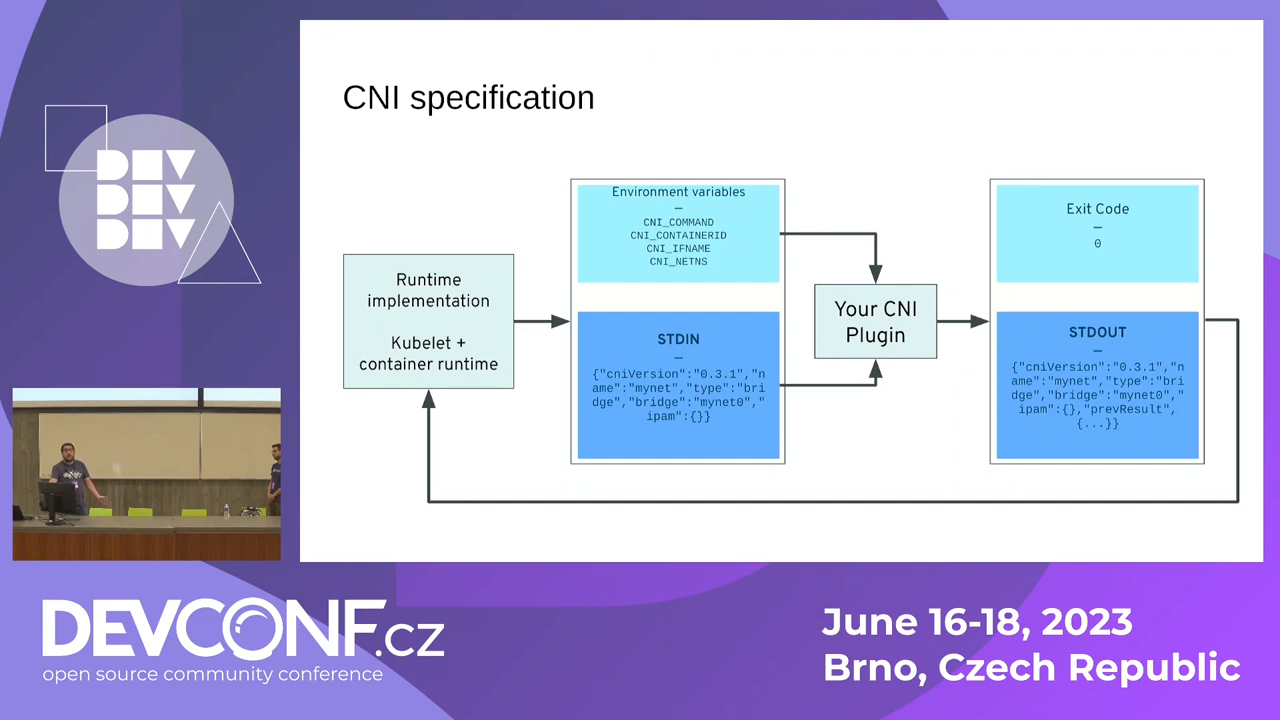 DEV
DEV
DEV
CNI specification
Runtime
implementation
Kubelet +
container runtime
Environment variables
—
CNI_COMMAND
CNI_CONTAINERID
CNI_IFNAME
CNI_NETNS
STDIN
—
{"cniVersion":"0.3.1","n
ame":"mynet","type":"bri
dge","bridge":"mynet0","
ipam":{}}
Your CNI
Plugin
Exit Code
—
0
STDOUT
—
{"cniVersion":"0.3.1","n
ame":"mynet","type":"bri
dge","bridge":"mynet0","
ipam":{},"prevResult",
{...}}
DEVCONF.CZ
open source community conference
June 16-18, 2023
Brno, Czech Republic